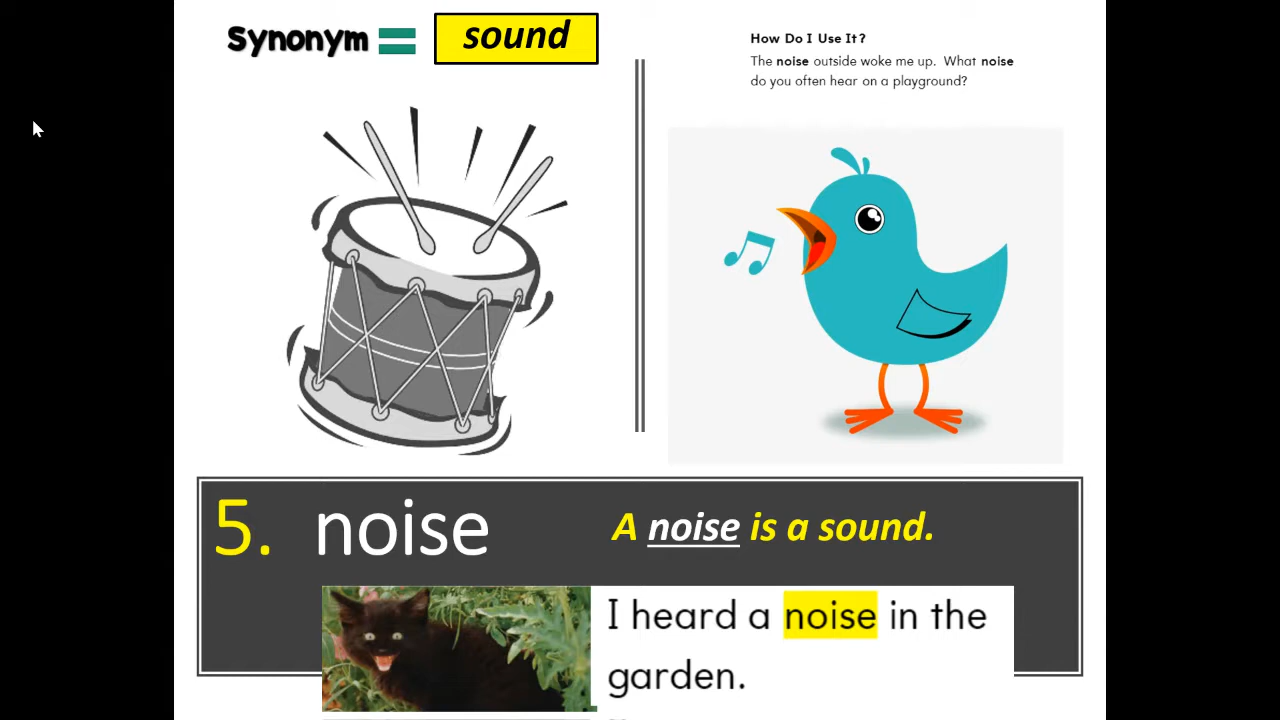 Synonym = sound
How Do I Use It?
The noise outside woke me up. What noise
do you often hear on a playground?
5. noise
A noise is a sound.
I heard a noise in the
garden.